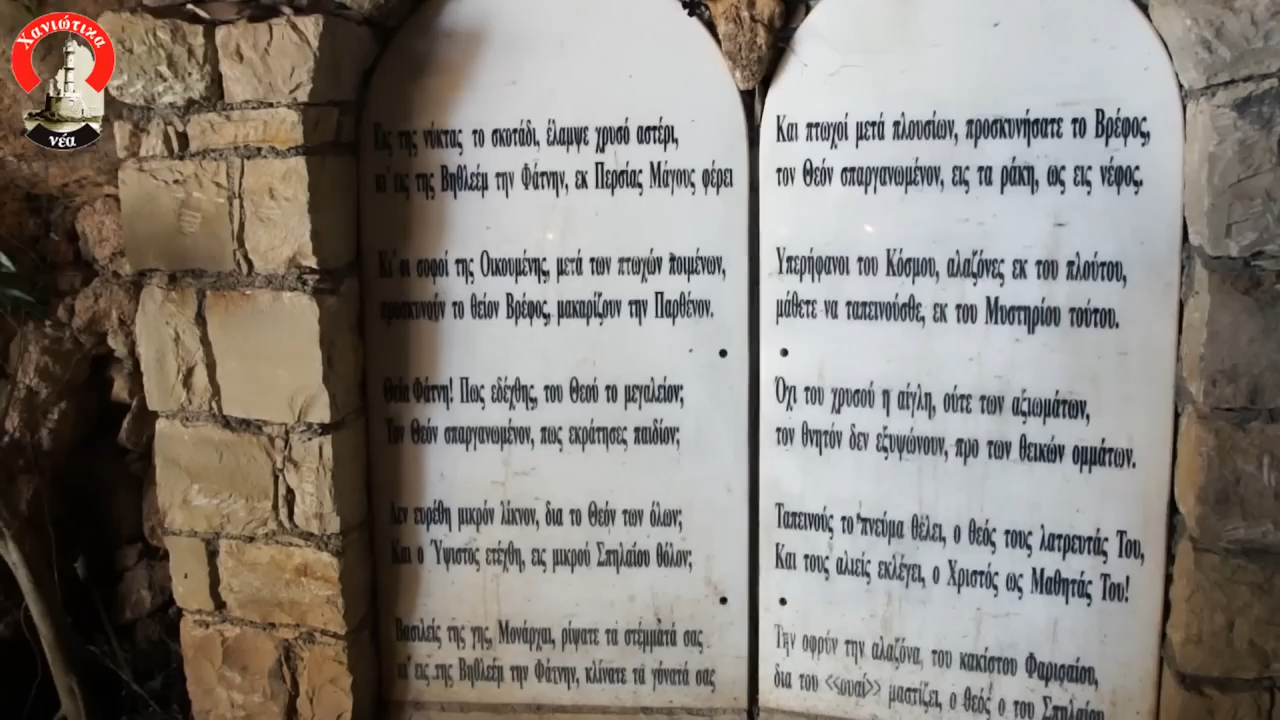 Χανιώτικα
νέα
Εις της νύκτας το σκοτάδι, έλαμψε χρυσό αστέρι,
κι' εις της Βηθλεέμ την Φάτνην, εκ Περσίας Μάγους φέρει
Κι' οι σοφοί της Οικουμένης, μετά των πτωχών ποιμένων,
προσκυνούν το θείον Βρέφος, μακαρίζουν την Παρθένον.
Θεία Φάτνη! Πως εδέχθης, του Θεού το μεγαλείον;
Τον Θεόν σπαργανωμένον, πως εκράτησες παιδίον;
Δεν ευρέθη μικρόν λίκνον, δια το Θεόν των όλων;
Και ο Ύψιστος ετέχθη, εις μικρού Σπηλαίου θόλον;
Βασιλείς της γης, Μονάρχαι, ρίψατε τα στέμματά σας
κι' εις της Βηθλεέμ την Φάτνην, κλίνατε τα γόνατά σας
Και πτωχοί μετά πλουσίων, προσκυνήσατε το Βρέφος,
τον Θεόν σπαργανωμένον, εις τα ράκη, ως εις νέφος.
Υπερήφανοι του Κόσμου, αλαζόνες εκ του πλούτου,
μάθετε να ταπεινούσθε, εκ του Μυστηρίου τούτου.
Όχι του χρυσού η αίγλη, ούτε των αξιωμάτων,
τον θνητόν δεν εξυψώνουν, προ των θεικών ομμάτων.
Ταπεινούς το πνεύμα θέλει, ο θεός τους λατρευτάς Του,
Και τους αλιείς εκλέγει, ο Χριστός ως Μαθητάς Του!
Την οφρύν την αλαζόνα, του κακίστου Φαρισαίου,
δια του <<ουαί>> μαστίζει, ο θεός ο του Σπηλαίου